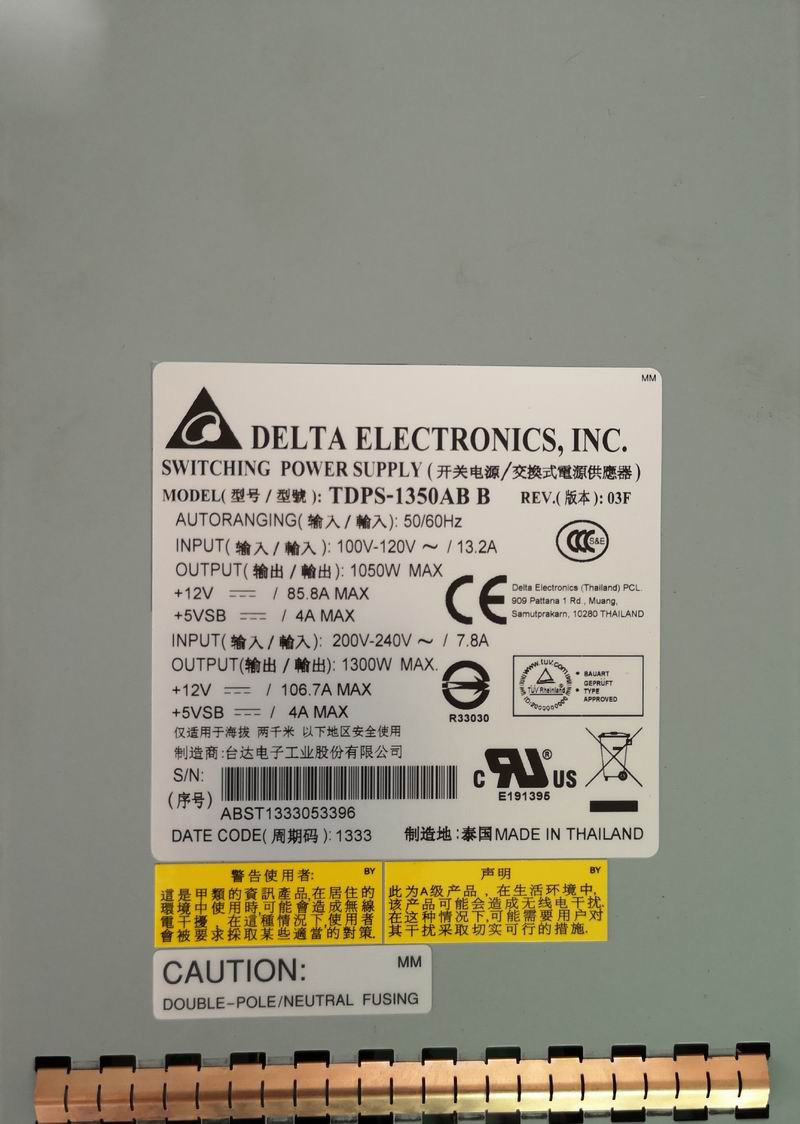 MM
DELTA ELECTRONICS, INC.
SWITCHING POWER SUPPLY (开关电源/交換式電源供應器)
MODEL(型号/型號): TDPS-1350AB B REV.(版本): 03F
AUTORANGING(输入/輸入): 50/60Hz
INPUT(输入/輸入): 100V-120V ~ / 13.2A
S&E
OUTPUT(输出/輸出): 1050W MAX
+12V ⎓ / 85.8A MAX
+5VSB ⎓ / 4A MAX
CE
Delta Electronics (Thailand) PCL.
909 Pattana 1 Rd., Muang,
Samutprakarn, 10280 THAILAND
INPUT(输入/輸入): 200V-240V ~ / 7.8A
OUTPUT(输出/輸出): 1300W MAX.
+12V ⎓ / 106.7A MAX
+5VSB ⎓ / 4A MAX
R33030
www.tuv.com
TÜV Rheinland
BAUART
GEPRÜFT
TYPE
APPROVED
仅适用于海拔 两千米 以下地区安全使用
制造商:台达电子工业股份有限公司
S/N:
(序号)
ABST1333053396
c RU ® US
E191395
DATE CODE(周期码): 1333 制造地:泰国MADE IN THAILAND
警告使用者: BY
這是甲類的資訊產品,在居住的
環境中使用時,可能會造成無線
電干擾, 在這種情況下,使用者
會被要求採取某些適當的對策.
声明 BY
此为A级产品，在生活环境中,
该产品可能会造成无线电干扰.
在这种情况下,可能需要用户对
其干扰采取切实可行的措施.
CAUTION: MM
DOUBLE-POLE/NEUTRAL FUSING